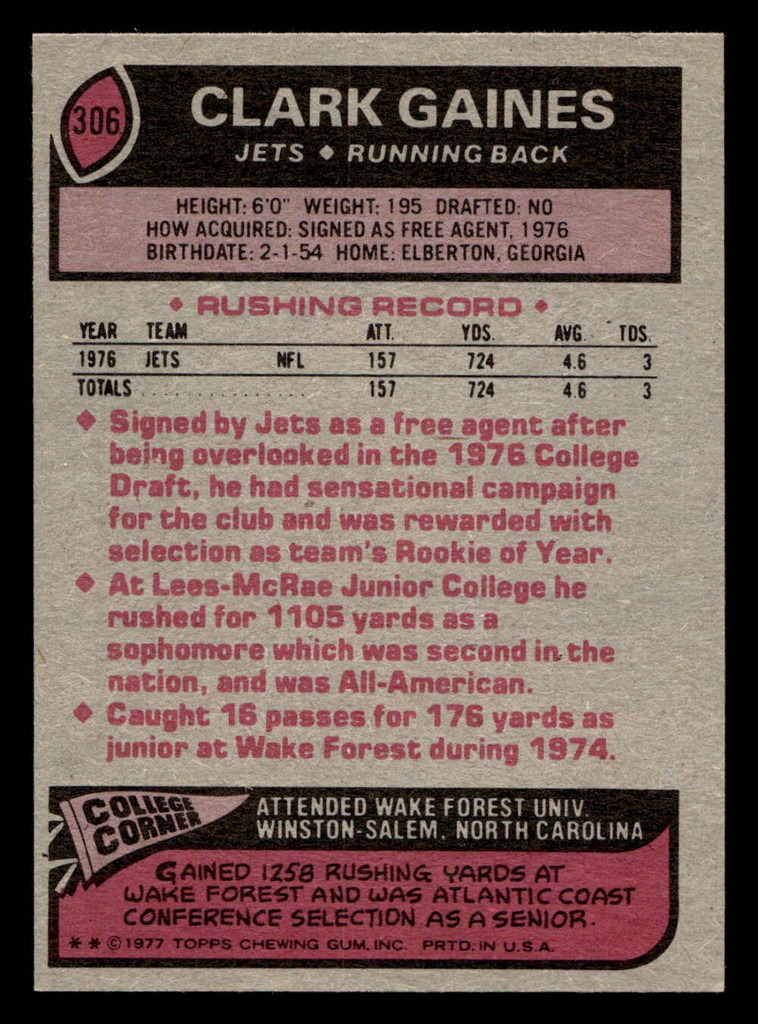 306
CLARK GAINES
JETS ◆ RUNNING BACK
HEIGHT: 6'0" WEIGHT: 195 DRAFTED: NO
HOW ACQUIRED: SIGNED AS FREE AGENT, 1976
BIRTHDATE: 2-1-54 HOME: ELBERTON, GEORGIA
◆ RUSHING RECORD ◆
YEAR TEAM ATT. YDS. AVG. TDS.
1976 JETS NFL 157 724 4.6 3
TOTALS . . . . . . . . . . . . . . . . . 157 724 4.6 3
◆ Signed by Jets as a free agent after
being overlooked in the 1976 College
Draft, he had sensational campaign
for the club and was rewarded with
selection as team's Rookie of Year.
◆ At Lees-McRae Junior College he
rushed for 1105 yards as a
sophomore which was second in the
nation, and was All-American.
◆ Caught 16 passes for 176 yards as
junior at Wake Forest during 1974.
COLLEGE
CORNER
ATTENDED WAKE FOREST UNIV.
WINSTON-SALEM, NORTH CAROLINA
GAINED 1258 RUSHING YARDS AT
WAKE FOREST AND WAS ATLANTIC COAST
CONFERENCE SELECTION AS A SENIOR.
* * © 1977 TOPPS CHEWING GUM, INC. PRTD. IN U.S.A.